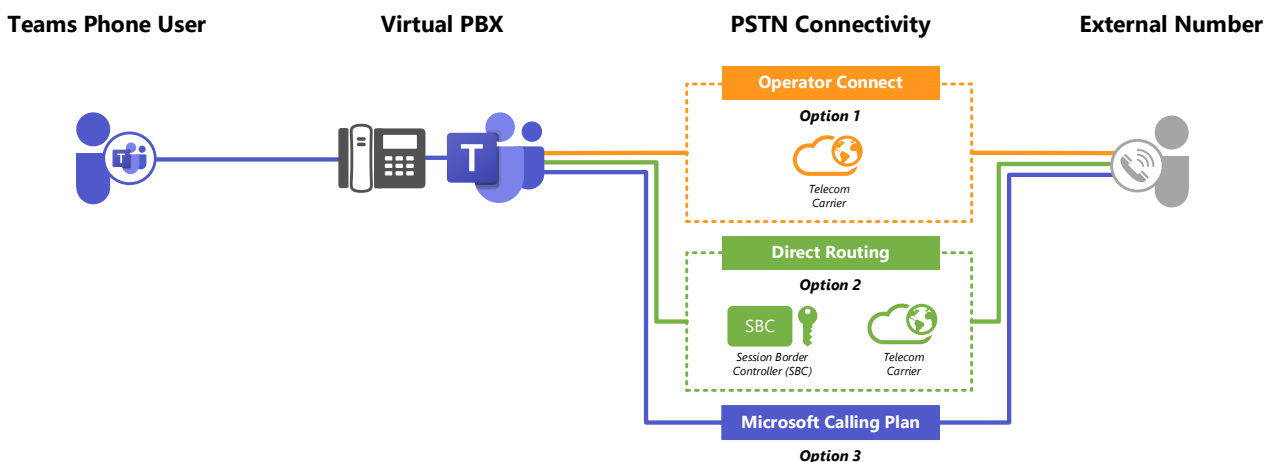 Teams Phone User
Virtual PBX
PSTN Connectivity
External Number
Operator Connect
Option 1
Telecom
Carrier
T
T
Direct Routing
Option 2
SBC
Session Border
Controller (SBC)
Telecom
Carrier
Microsoft Calling Plan
Option 3